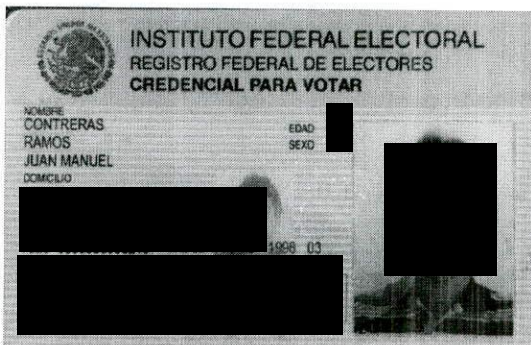 INSTITUTO FEDERAL ELECTORAL
REGISTRO FEDERAL DE ELECTORES
CREDENCIAL PARA VOTAR
NOMBRE
CONTRERAS
RAMOS
JUAN MANUEL
EDAD
SEXO
DOMICILIO
1998 03